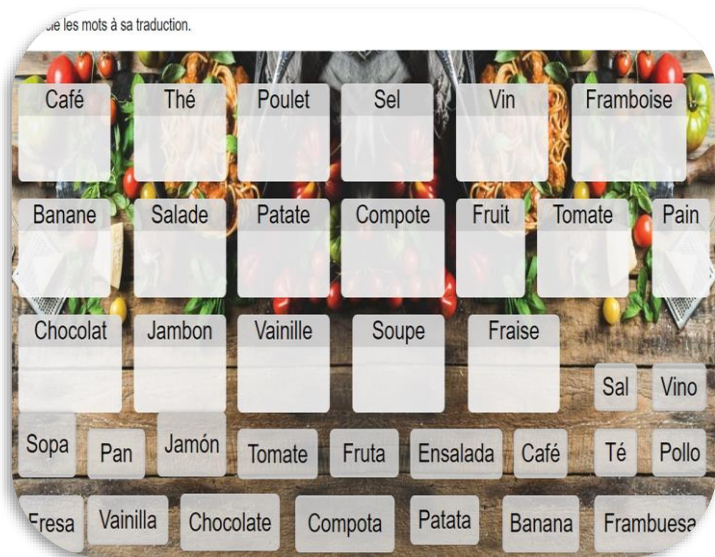 les mots à sa traduction.
Café Thé Poulet Sel Vin Framboise
Banane Salade Patate Compote Fruit Tomate Pain
Chocolat Jambon Vainille Soupe Fraise
Sal Vino
Sopa Pan Jamón Tomate Fruta Ensalada Café Té Pollo
Fresa Vainilla Chocolate Compota Patata Banana Frambuesa